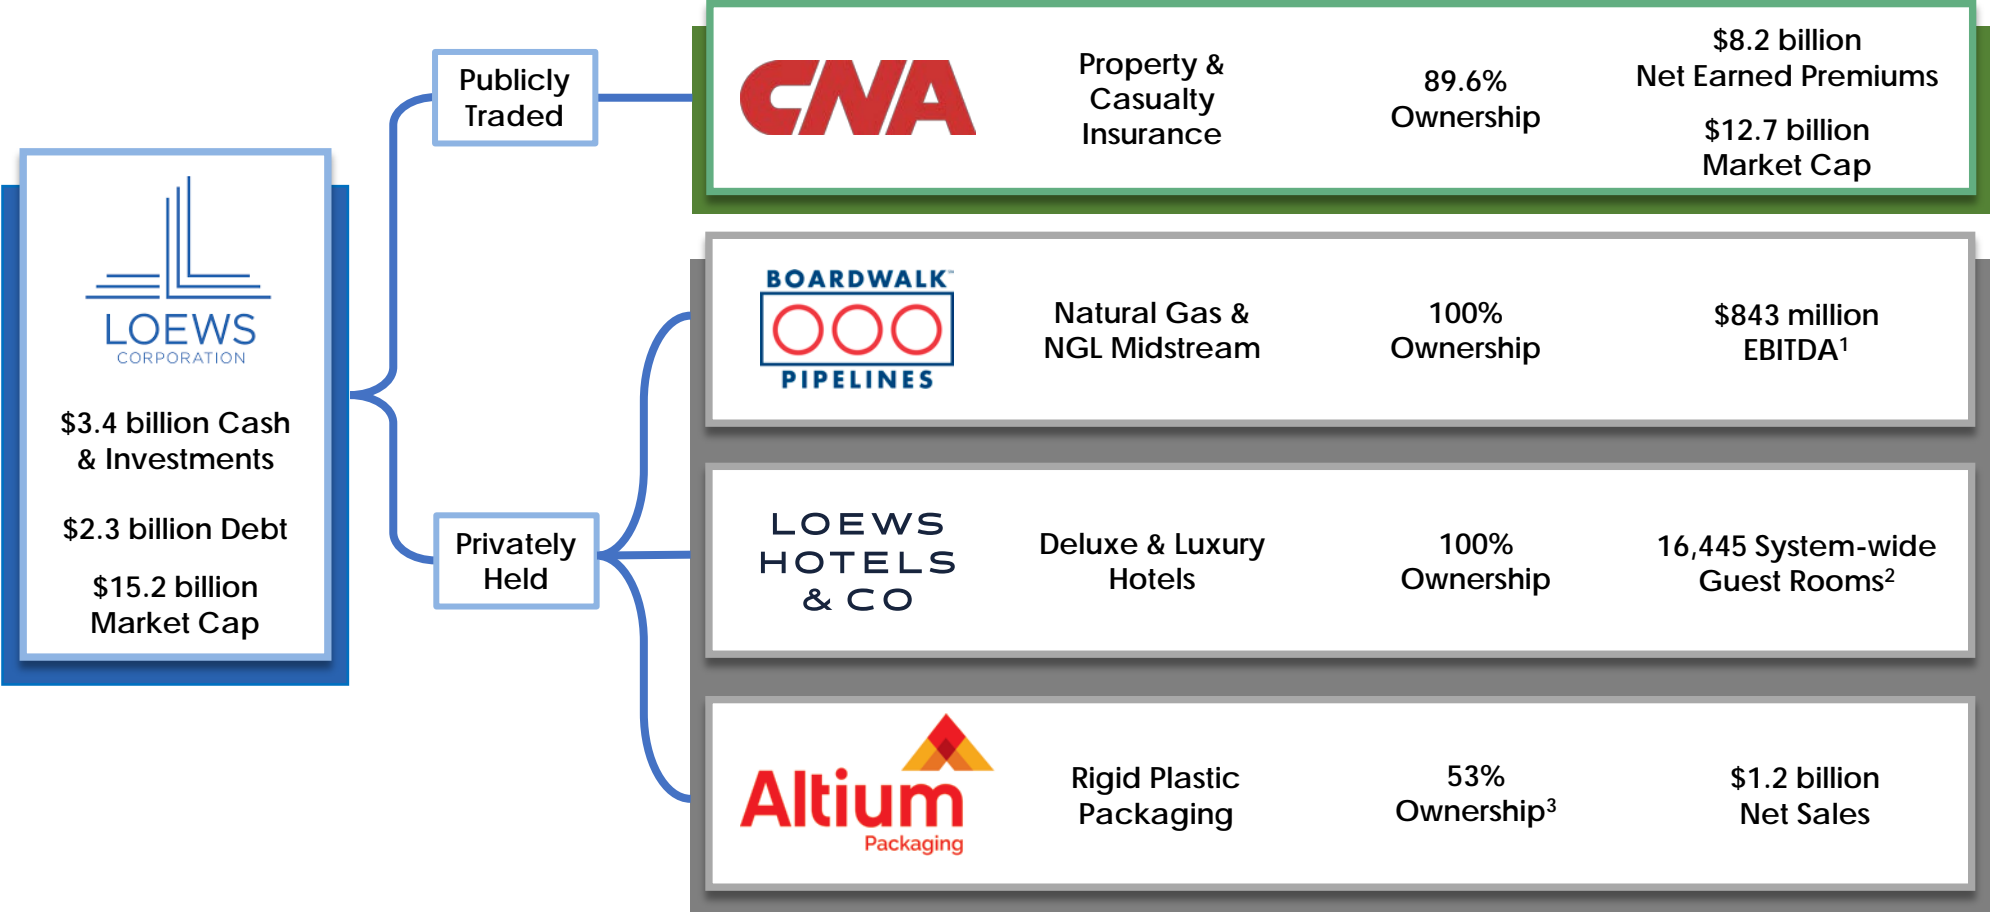 LOEWS
CORPORATION
$3.4 billion Cash
& Investments
$2.3 billion Debt
$15.2 billion
Market Cap
Publicly
Traded
Privately
Held
CNA
Property &
Casualty
Insurance
89.6%
Ownership
$8.2 billion
Net Earned Premiums
$12.7 billion
Market Cap
BOARDWALK™
PIPELINES
Natural Gas &
NGL Midstream
100%
Ownership
$843 million
EBITDA¹
LOEWS
HOTELS
& CO
Deluxe & Luxury
Hotels
100%
Ownership
16,445 System-wide
Guest Rooms²
Altium
Packaging
Rigid Plastic
Packaging
53%
Ownership³
$1.2 billion
Net Sales